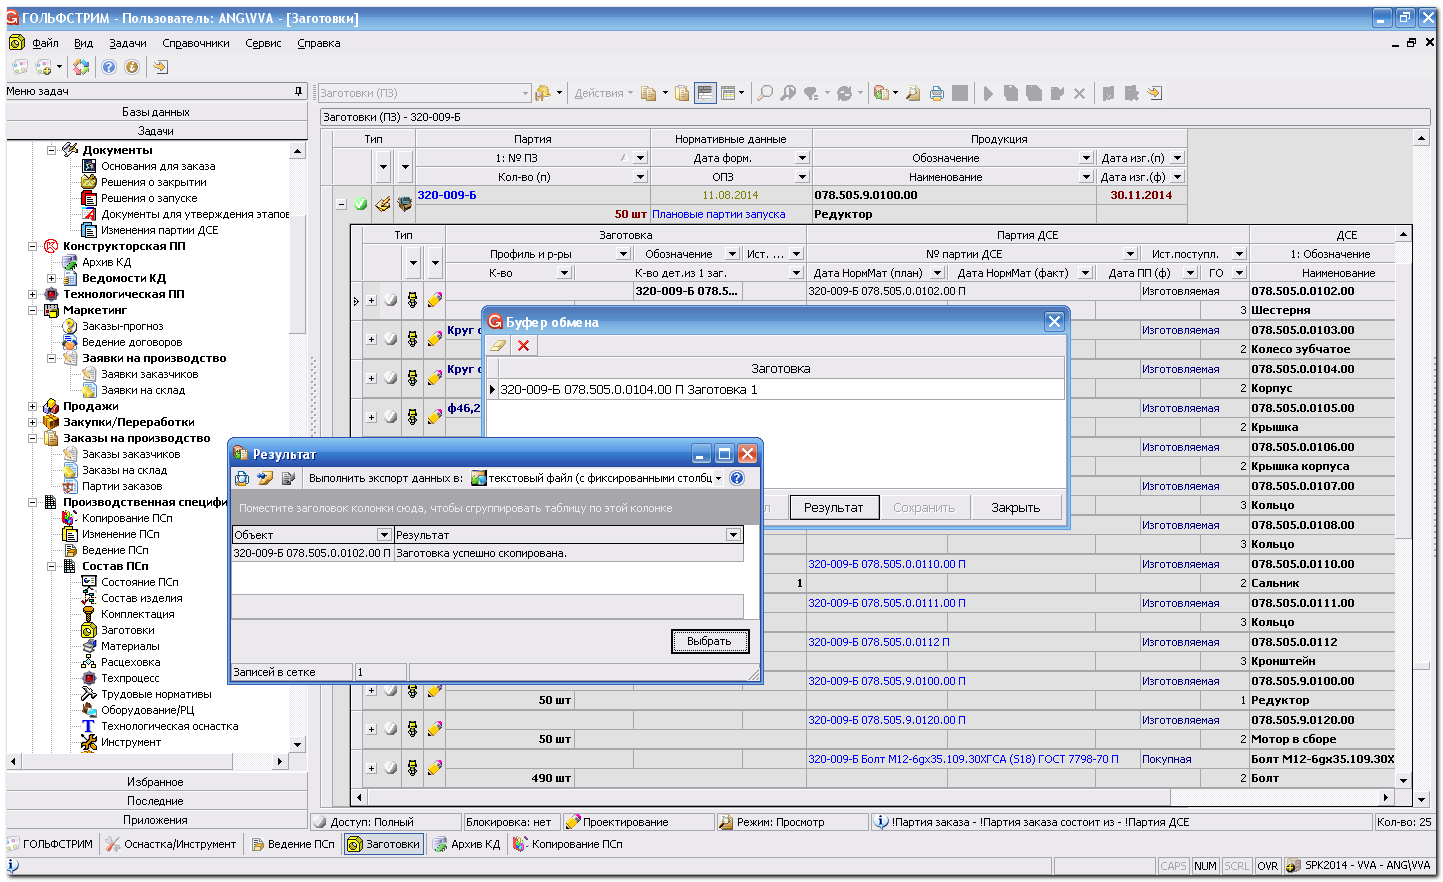 ГОЛЬФСТРИМ - Пользователь: ANG\VVA - [Заготовки]
Файл Вид Задачи Справочники Сервис Справка
Меню задач
Заготовки (ПЗ)
Действия
Базы данных
Задачи
Документы
Основания для заказа
Решения о закрытии
Решения о запуске
Документы для утверждения этапов
Изменения партии ДСЕ
Конструкторская ПП
Архив КД
Ведомости КД
Технологическая ПП
Маркетинг
Заказы-прогноз
Ведение договоров
Заявки на производство
Заявки заказчиков
Заявки на склад
Продажи
Закупки/Переработки
Заказы на производство
Заказы заказчиков
Заказы на склад
Партии заказов
Производственная специфи
Копирование ПСп
Изменение ПСп
Ведение ПСп
Состав ПСп
Состояние ПСп
Состав изделия
Комплектация
Заготовки
Материалы
Расцеховка
Техпроцесс
Трудовые нормативы
Оборудование/РЦ
Технологическая оснастка
Инструмент
Избранное
Последние
Приложения
Заготовки (ПЗ) - 320-009-Б
Тип Партия Нормативные данные Продукция
1: № ПЗ Дата форм. Обозначение Дата изг.(п)
Кол-во (п) ОПЗ Наименование Дата изг.(ф)
320-009-Б 11.08.2014 078.505.9.0100.00 30.11.2014
50 шт Плановые партии запуска Редуктор
Тип Заготовка Партия ДСЕ ДСЕ
Профиль и р-ры Обозначение Ист. ... № партии ДСЕ Ист.поступл. 1: Обозначение
К-во К-во дет.из 1 заг. Дата НормМат (план) Дата НормМат (факт) Дата ПП (ф) ГО Наименование
320-009-Б 078.5... 320-009-Б 078.505.0.0102.00 П Изготовляемая 078.505.0.0102.00
3 Шестерня
Круг Изготовляемая 078.505.0.0103.00
2 Колесо зубчатое
Круг Изготовляемая 078.505.0.0104.00
2 Корпус
ф46,2 Изготовляемая 078.505.0.0105.00
2 Крышка
Изготовляемая 078.505.0.0106.00
2 Крышка корпуса
Изготовляемая 078.505.0.0107.00
3 Кольцо
Изготовляемая 078.505.0.0108.00
3 Кольцо
320-009-Б 078.505.0.0110.00 П Изготовляемая 078.505.0.0110.00
1 2 Сальник
320-009-Б 078.505.0.0111.00 П Изготовляемая 078.505.0.0111.00
3 Кольцо
320-009-Б 078.505.0.0112 П Изготовляемая 078.505.0.0112
3 Кронштейн
320-009-Б 078.505.9.0100.00 П Изготовляемая 078.505.9.0100.00
50 шт 1 Редуктор
320-009-Б 078.505.9.0120.00 П Изготовляемая 078.505.9.0120.00
50 шт 2 Мотор в сборе
320-009-Б Болт М12-6gх35.109.30ХГСА (S18) ГОСТ 7798-70 П Покупная Болт М12-6gх35.109.30Х
490 шт 2 Болт
Буфер обмена
Заготовка
320-009-Б 078.505.0.0104.00 П Заготовка 1
Результат Сохранить Закрыть
Результат
Выполнить экспорт данных в: текстовый файл (с фиксированными столбц
Поместите заголовок колонки сюда, чтобы сгруппировать таблицу по этой колонке
Объект Результат
320-009-Б 078.505.0.0102.00 П Заготовка успешно скопирована.
Выбрать
Записей в сетке 1
Доступ: Полный Блокировка: нет Проектирование Режим: Просмотр !Партия заказа - !Партия заказа состоит из - !Партия ДСЕ Кол-во: 25
ГОЛЬФСТРИМ Оснастка/Инструмент Ведение ПСп Заготовки Архив КД Копирование ПСп
CAPS NUM SCRL OVR SPK2014 - VVA - ANG\VVA